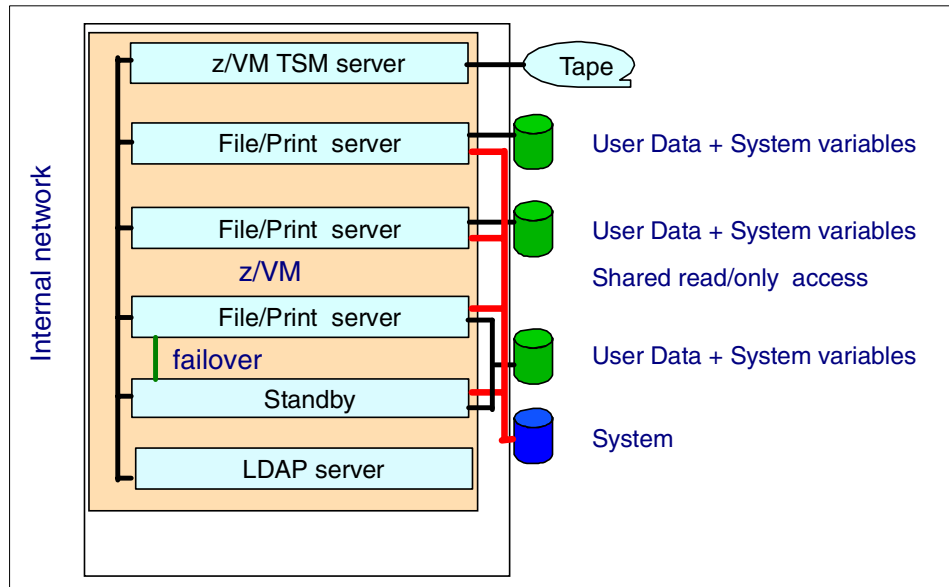 Internal network
z/VM TSM server
Tape
File/Print server
User Data + System variables
File/Print server
User Data + System variables
z/VM
Shared read/only access
File/Print server
failover
User Data + System variables
Standby
System
LDAP server